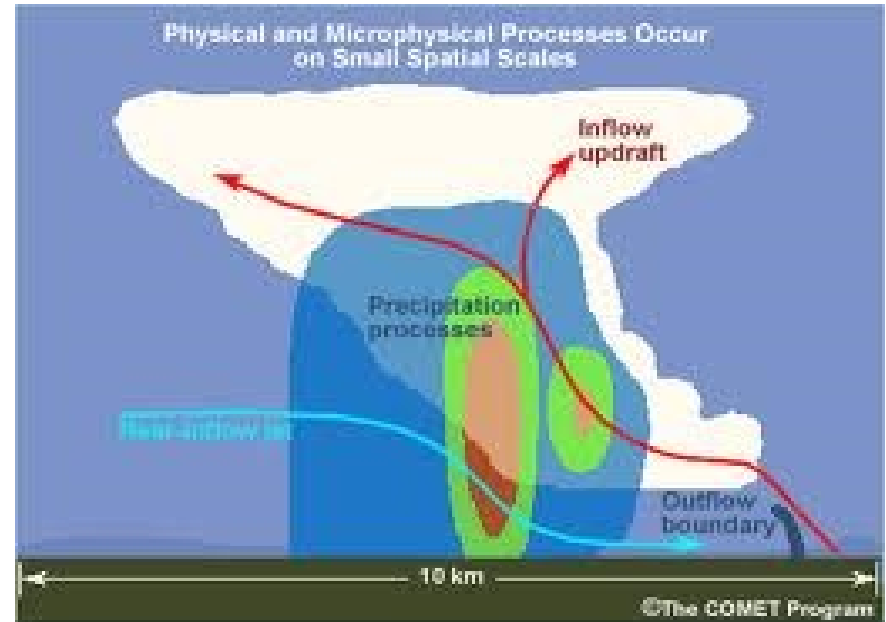 Physical and Microphysical Processes Occur
on Small Spatial Scales
Inflow
updraft
Precipitation
processes
Rear-inflow jet
Outflow
boundary
10 km
©The COMET Program